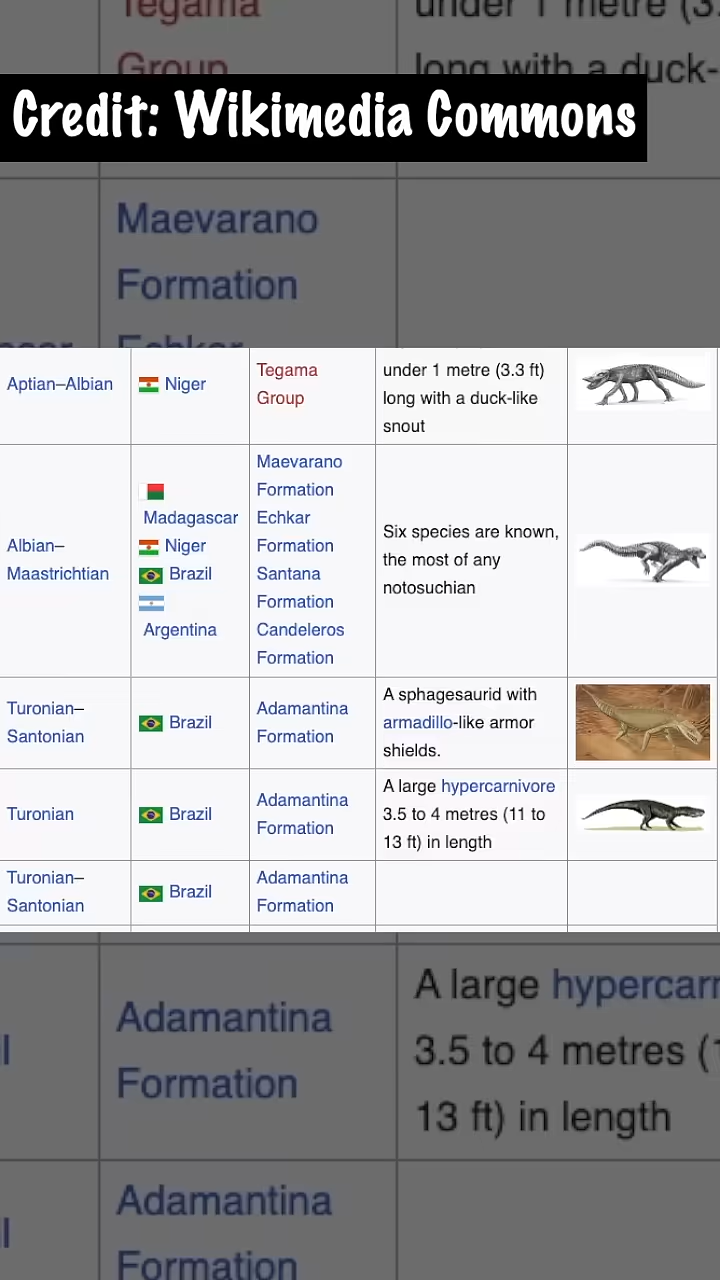 Tegama
under 1 metre (3.
Group
long with a duck-
Credit: Wikimedia Commons
Maevarano
Formation
Echkar
Aptian–Albian
Niger
Tegama
Group
under 1 metre (3.3 ft)
long with a duck-like
snout
Albian–
Maastrichtian
Madagascar
Niger
Brazil
Argentina
Maevarano
Formation
Echkar
Formation
Santana
Formation
Candeleros
Formation
Six species are known,
the most of any
notosuchian
Turonian–
Santonian
Brazil
Adamantina
Formation
A sphagesaurid with
armadillo-like armor
shields.
Turonian
Brazil
Adamantina
Formation
A large hypercarnivore
3.5 to 4 metres (11 to
13 ft) in length
Turonian–
Santonian
Brazil
Adamantina
Formation
Adamantina
Formation
A large hypercarn
3.5 to 4 metres (1
13 ft) in length
Adamantina
Formation